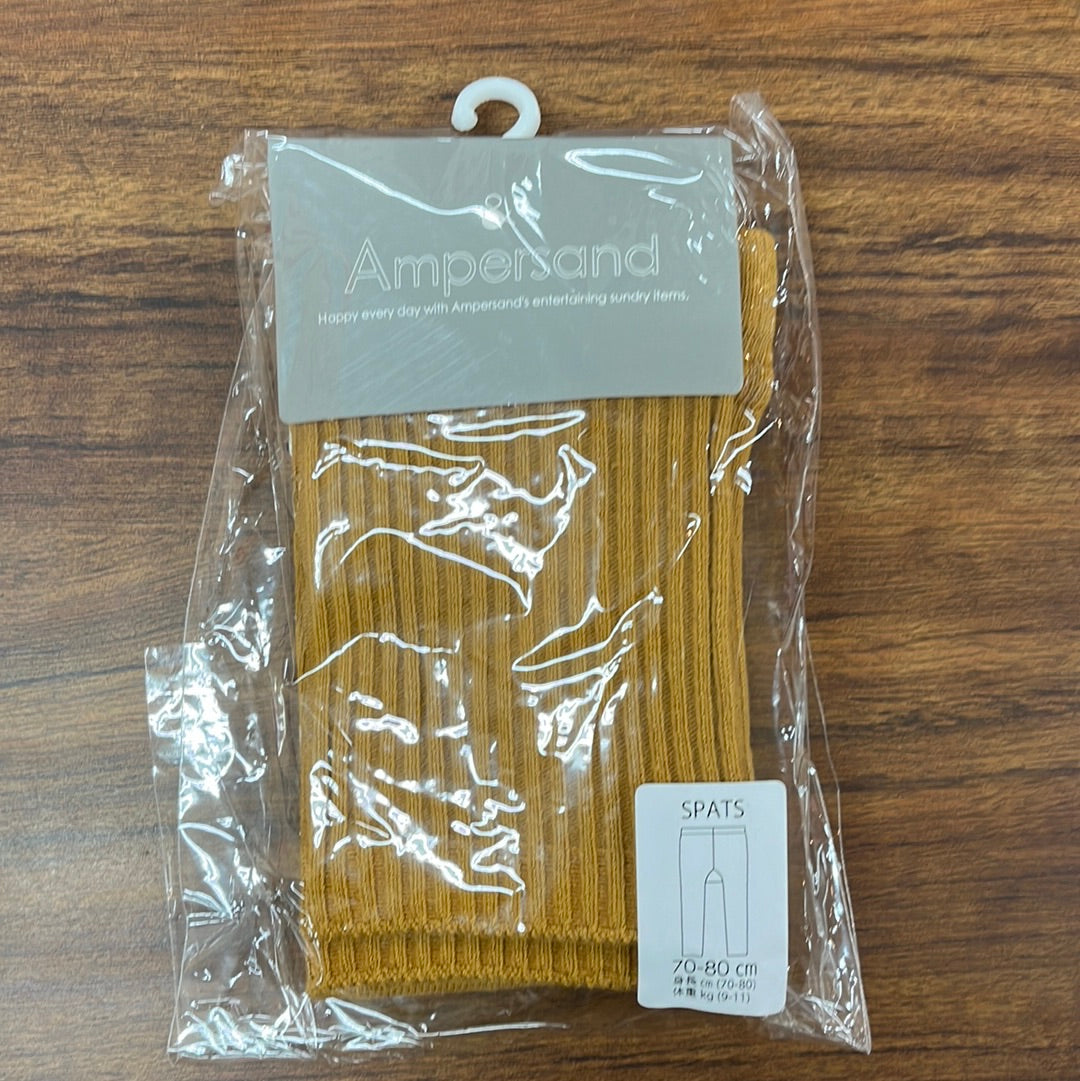 &
Ampersand
Happy every day with Ampersand's entertaining sundry items.
SPATS
70-80 cm
身長 cm (70-80)
体重 kg (9-11)